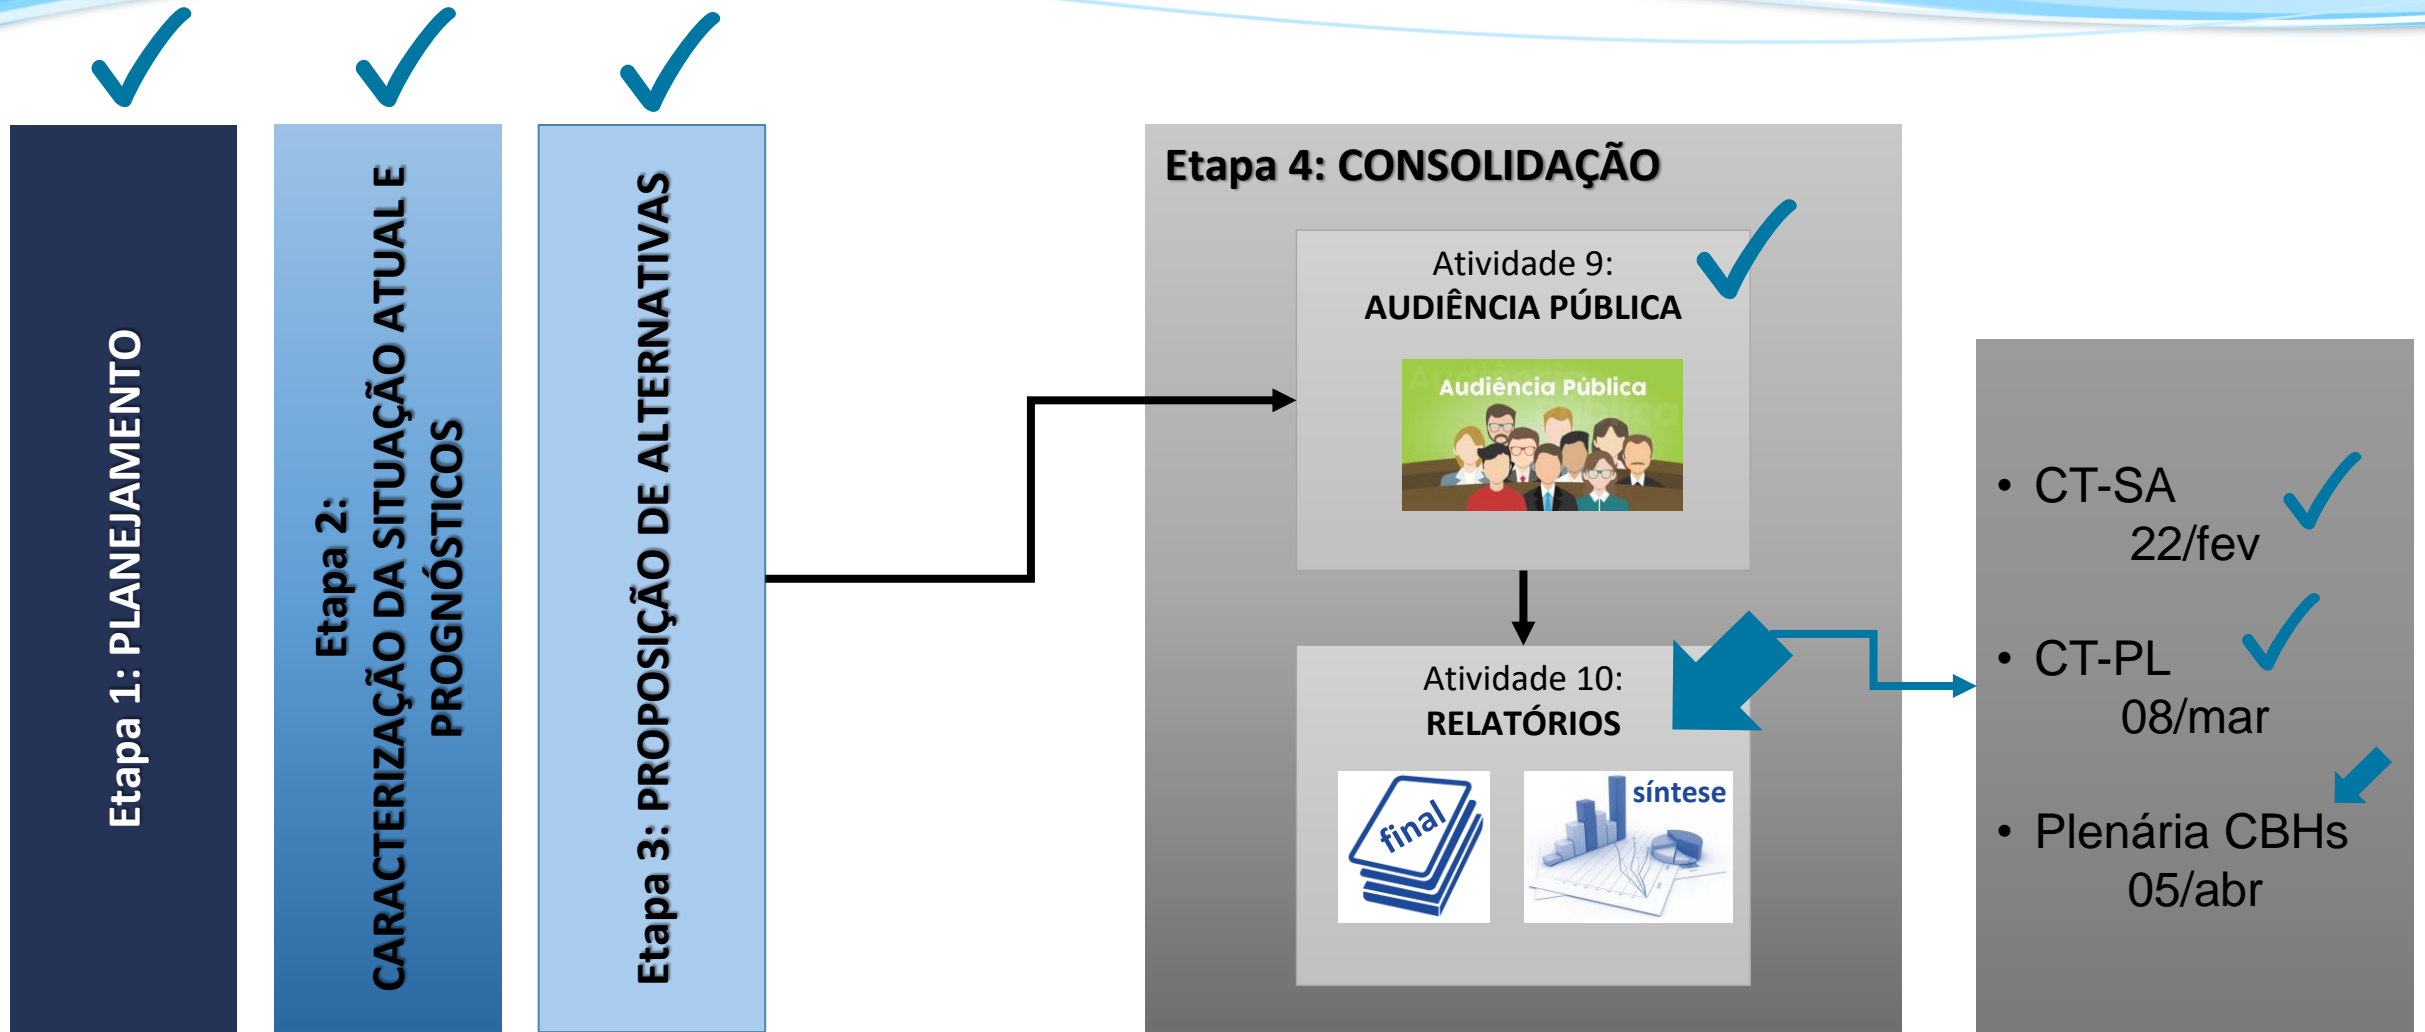 Etapa 1: PLANEJAMENTO
Etapa 2:
CARACTERIZAÇÃO DA SITUAÇÃO ATUAL E
PROGNÓSTICOS
Etapa 3: PROPOSIÇÃO DE ALTERNATIVAS
Etapa 4: CONSOLIDAÇÃO
Atividade 9:
AUDIÊNCIA PÚBLICA
Audiência Pública
Atividade 10:
RELATÓRIOS
final
síntese
• CT-SA
22/fev
• CT-PL
08/mar
• Plenária CBHs
05/abr